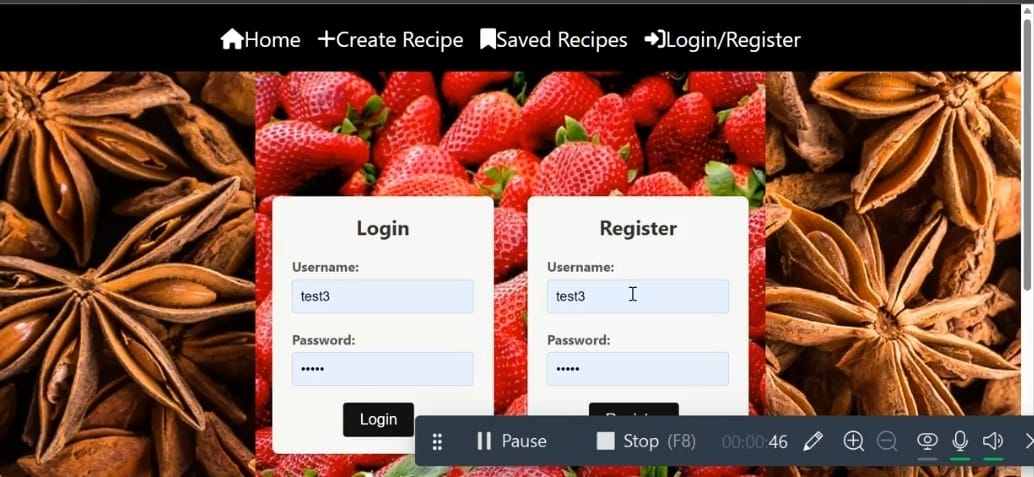 Home Create Recipe Saved Recipes Login/Register
Login
Username:
test3
Password:
Login
Register
Username:
test3
Password:
Pause Stop (F8) 00:00:46